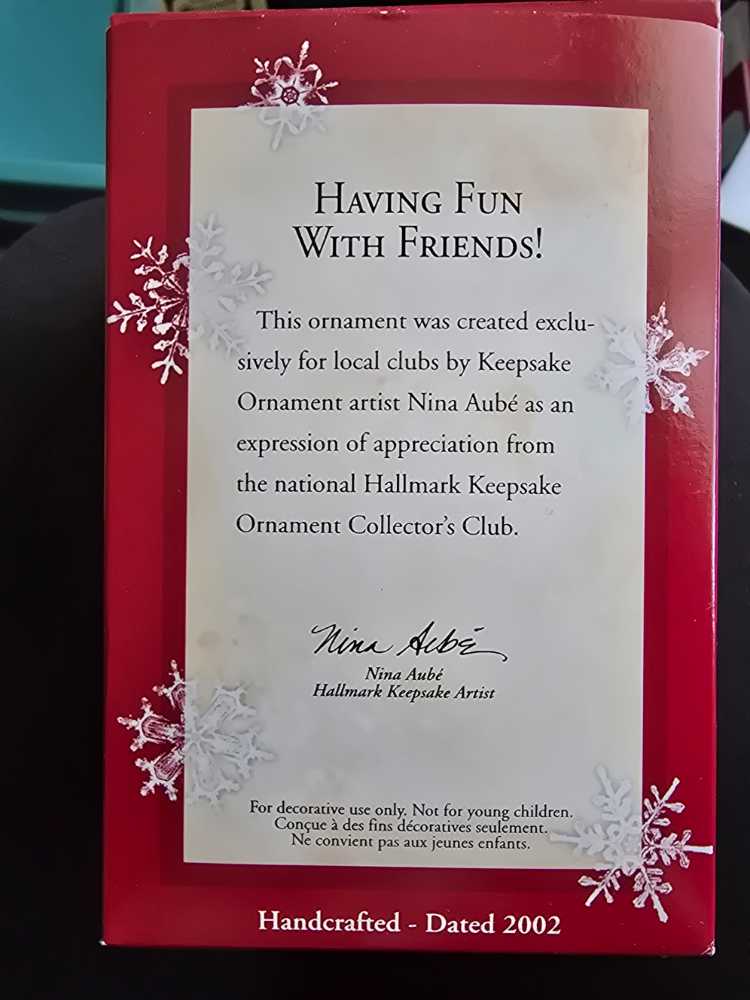 HAVING FUN
WITH FRIENDS!
This ornament was created exclu-
sively for local clubs by Keepsake
Ornament artist Nina Aubé as an
expression of appreciation from
the national Hallmark Keepsake
Ornament Collector's Club.
Nina Aubé
Nina Aubé
Hallmark Keepsake Artist
For decorative use only. Not for young children.
Conçue à des fins décoratives seulement.
Ne convient pas aux jeunes enfants.
Handcrafted - Dated 2002